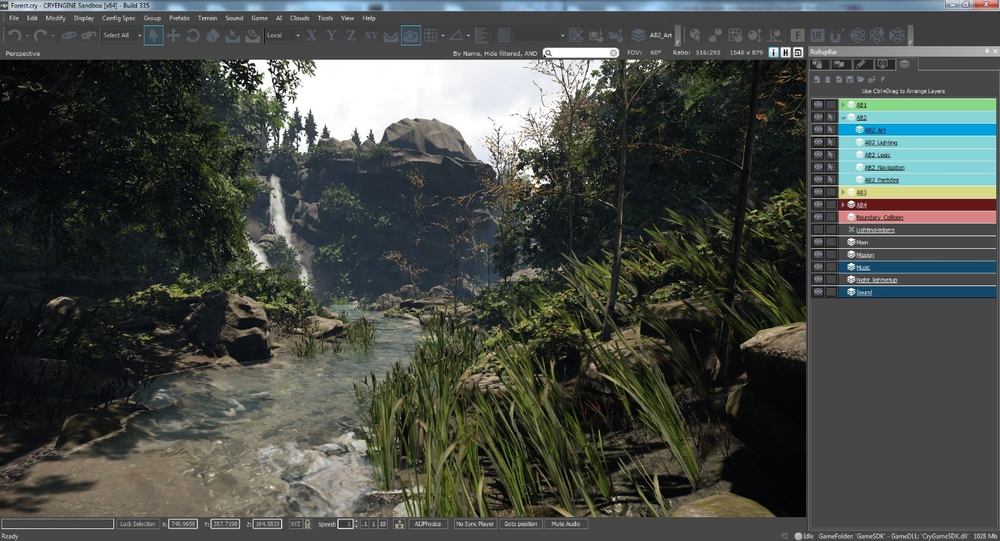 Forest.cry - CRYENGINE Sandbox [x64] - Build 335
File Edit Modify Display Config Spec Group Prefabs Terrain Sound Game AI Clouds Tools View Help
Select All Local X Y Z XY AB2_Art F UF
Perspective By Name, Hide filtered, AND FOV: 60° Ratio: 516:293 1548 x 879 i H
RollupBar
F
Use Ctrl+Drag to Arrange Layers
AB1
AB2
AB2_Art
AB2_Lighting
AB2_Logic
AB2_Navigation
AB2_Particles
AB3
AB4
Boundary_Collision
LightingHelpers
Main
Mission
Music
Night_lightsetup
Sound
Lock Selection X: 740.9658 Y: 357.7198 Z: 164.5829 XYZ Speed: 1 .1 1 10 AI/Physics No Sync Player Goto position Mute Audio
Ready Idle GameFolder: 'GameSDK' - GameDLL: 'CryGameSDK.dll' 1028 Mb